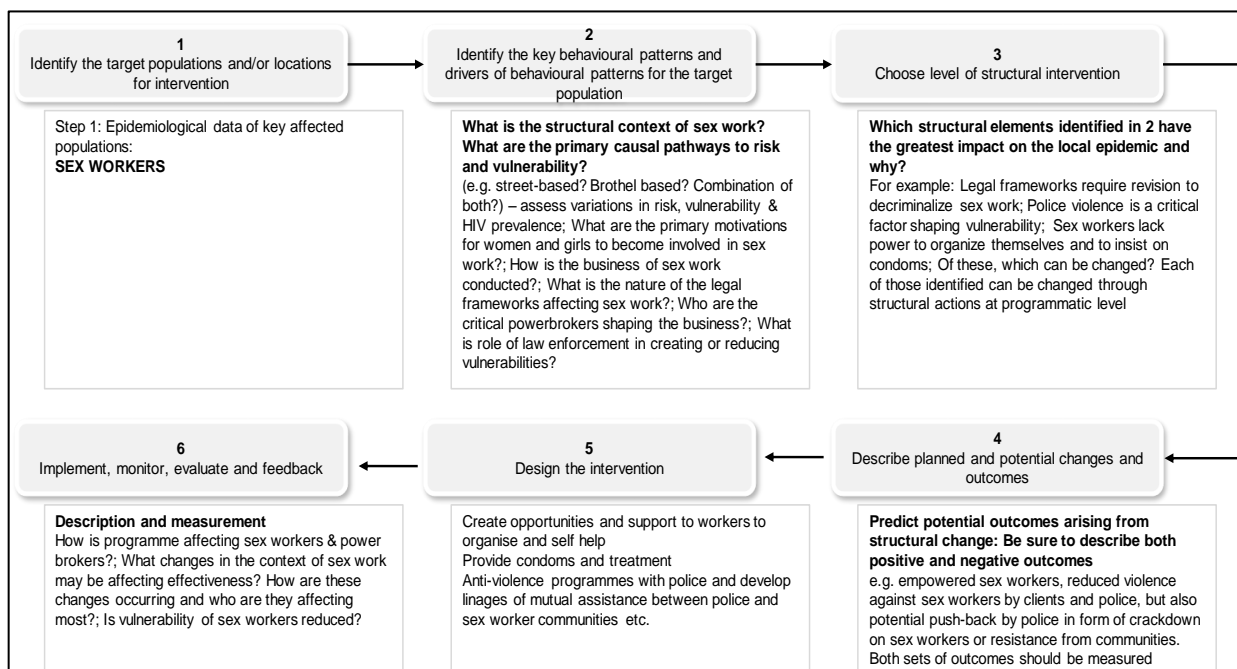 1
Identify the target populations and/or locations
for intervention
Step 1: Epidemiological data of key affected
populations:
SEX WORKERS
2
Identify the key behavioural patterns and
drivers of behavioural patterns for the target
population
What is the structural context of sex work?
What are the primary causal pathways to risk
and vulnerability?
(e.g. street-based? Brothel based? Combination of
both?) – assess variations in risk, vulnerability &
HIV prevalence; What are the primary motivations
for women and girls to become involved in sex
work?; How is the business of sex work
conducted?; What is the nature of the legal
frameworks affecting sex work?; Who are the
critical powerbrokers shaping the business?; What
is role of law enforcement in creating or reducing
vulnerabilities?
3
Choose level of structural intervention
Which structural elements identified in 2 have
the greatest impact on the local epidemic and
why?
For example: Legal frameworks require revision to
decriminalize sex work; Police violence is a critical
factor shaping vulnerability; Sex workers lack
power to organize themselves and to insist on
condoms; Of these, which can be changed? Each
of those identified can be changed through
structural actions at programmatic level
4
Describe planned and potential changes and
outcomes
Predict potential outcomes arising from
structural change: Be sure to describe both
positive and negative outcomes
e.g. empowered sex workers, reduced violence
against sex workers by clients and police, but also
potential push-back by police in form of crackdown
on sex workers or resistance from communities.
Both sets of outcomes should be measured
5
Design the intervention
Create opportunities and support to workers to
organise and self help
Provide condoms and treatment
Anti-violence programmes with police and develop
linages of mutual assistance between police and
sex worker communities etc.
6
Implement, monitor, evaluate and feedback
Description and measurement
How is programme affecting sex workers & power
brokers?; What changes in the context of sex work
may be affecting effectiveness? How are these
changes occurring and who are they affecting
most?; Is vulnerability of sex workers reduced?